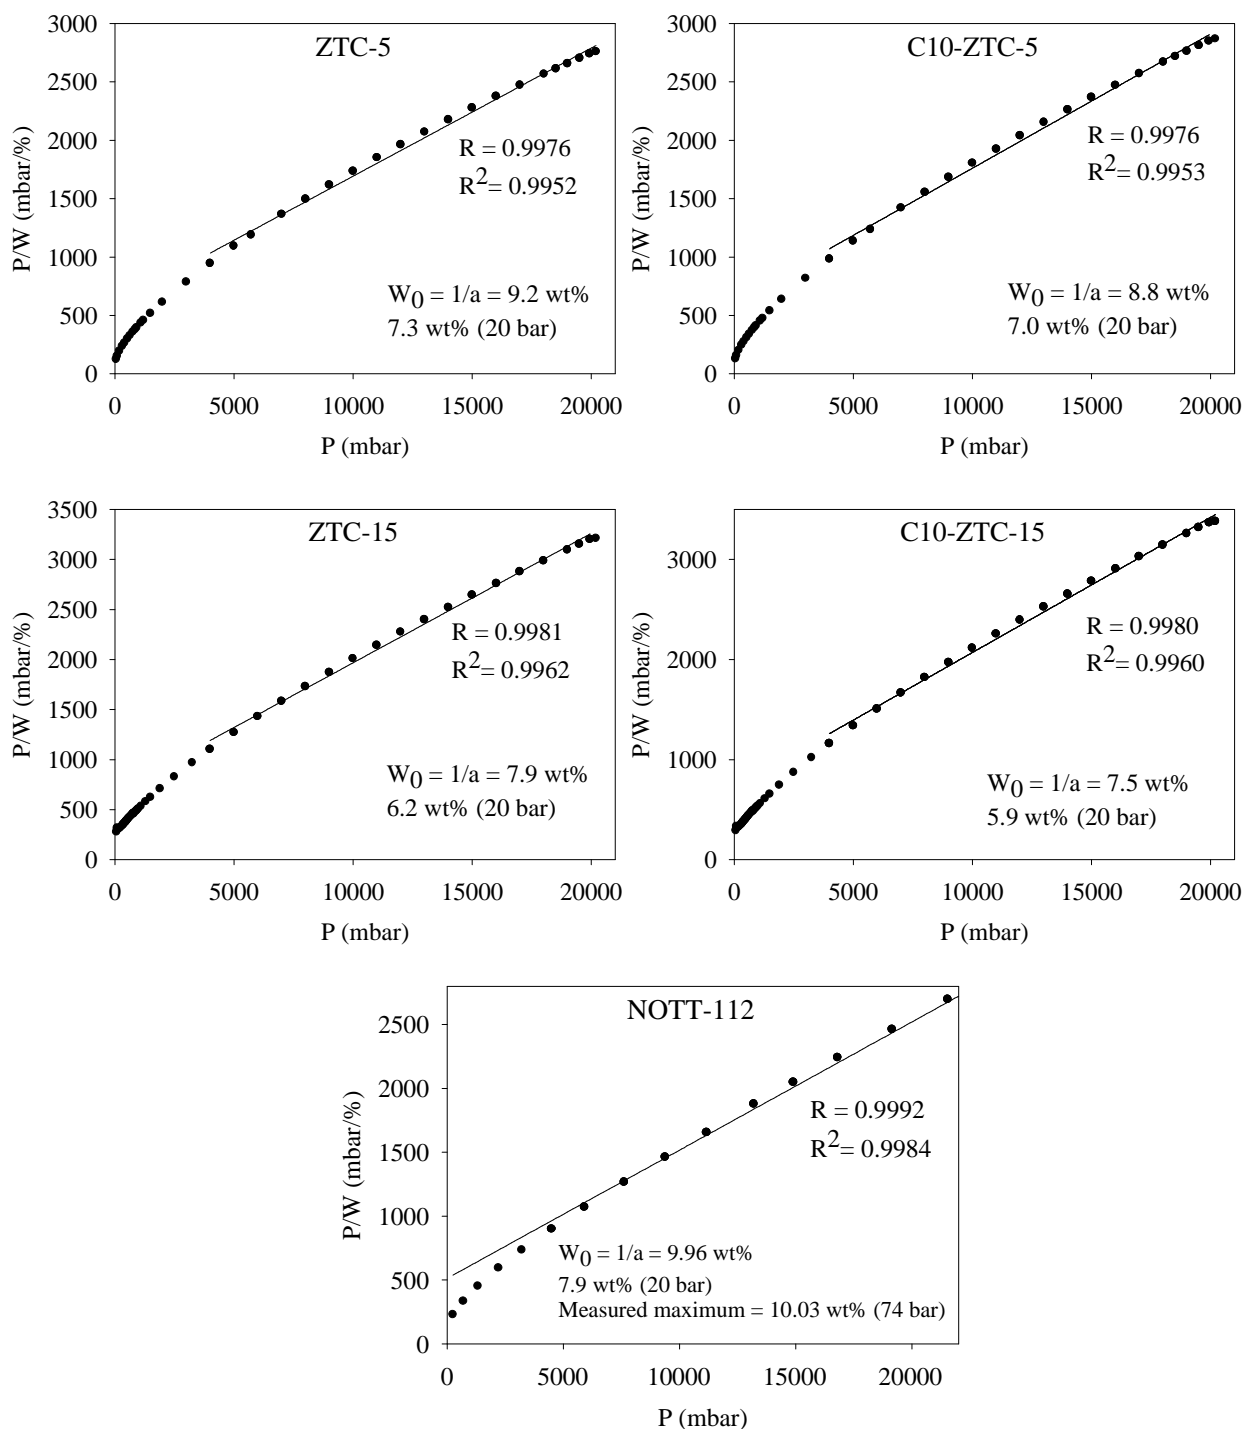 ZTC-5
3000
2500
2000
1500
1000
500
0
P/W (mbar/%)
R = 0.9976
R2= 0.9952
W0 = 1/a = 9.2 wt%
7.3 wt% (20 bar)
0 5000 10000 15000 20000
P (mbar)
C10-ZTC-5
3000
2500
2000
1500
1000
500
0
P/W (mbar/%)
R = 0.9976
R2= 0.9953
W0 = 1/a = 8.8 wt%
7.0 wt% (20 bar)
0 5000 10000 15000 20000
P (mbar)
ZTC-15
3500
3000
2500
2000
1500
1000
500
0
P/W (mbar/%)
R = 0.9981
R2= 0.9962
W0 = 1/a = 7.9 wt%
6.2 wt% (20 bar)
0 5000 10000 15000 20000
P (mbar)
C10-ZTC-15
3000
2000
1000
0
P/W (mbar/%)
R = 0.9980
R2= 0.9960
W0 = 1/a = 7.5 wt%
5.9 wt% (20 bar)
0 5000 10000 15000 20000
P (mbar)
NOTT-112
2500
2000
1500
1000
500
0
P/W (mbar/%)
R = 0.9992
R2= 0.9984
W0 = 1/a = 9.96 wt%
7.9 wt% (20 bar)
Measured maximum = 10.03 wt% (74 bar)
0 5000 10000 15000 20000
P (mbar)